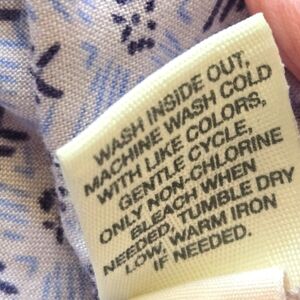 WASH INSIDE OUT,
MACHINE WASH COLD
WITH LIKE COLORS,
GENTLE CYCLE,
ONLY NON-CHLORINE
BLEACH WHEN
NEEDED, TUMBLE DRY
LOW, WARM IRON
IF NEEDED.